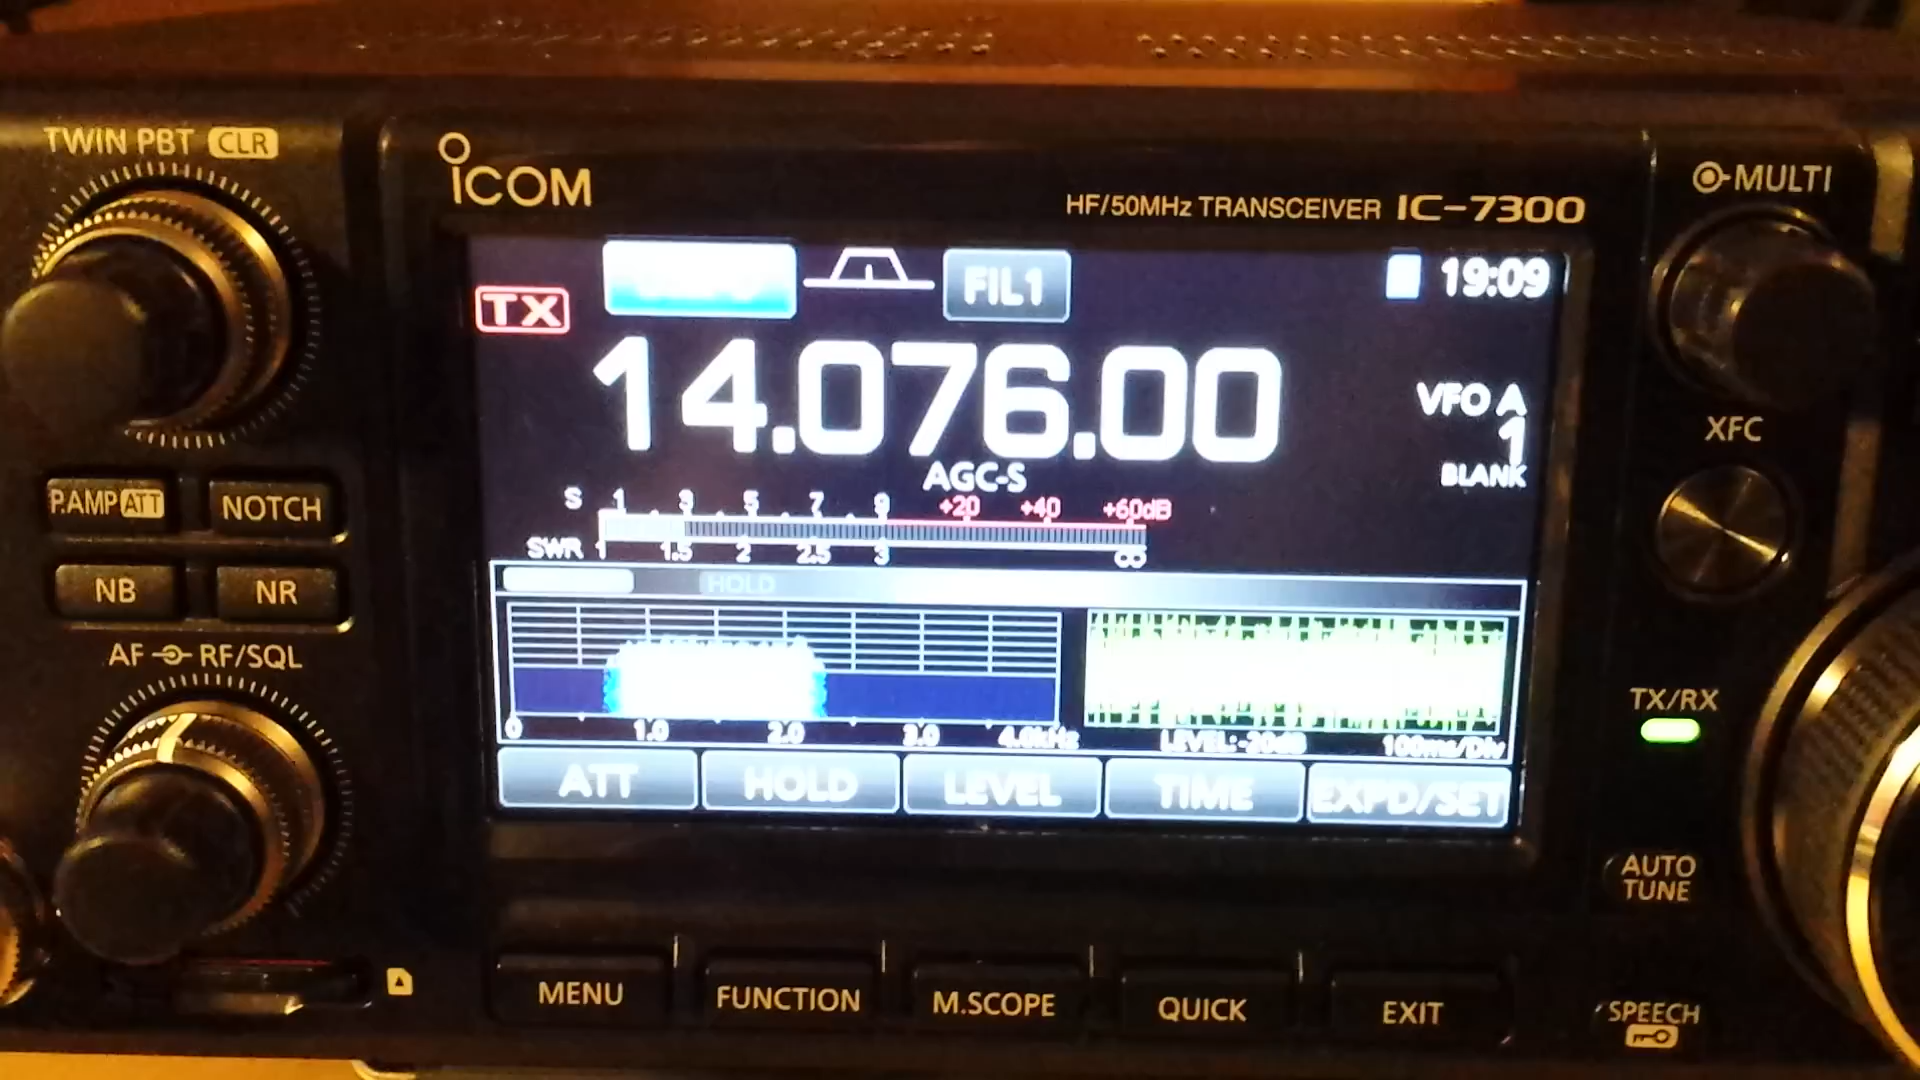 TWIN PBT CLR
ICOM
HF/50MHz TRANSCEIVER IC-7300
MULTI
TX
FIL1
19:09
14.076.00
VFO A
1
BLANK
AGC-S
S 1 3 5 7 9 +20 +40 +60dB
SWR 1 1.5 2 2.5 3 ∞
HOLD
0 1.0 2.0 3.0 4.0kHz
LEVEL:-20dB 100ms/Div
ATT HOLD LEVEL TIME EXPD/SET
P.AMP ATT NOTCH
NB NR
AF RF/SQL
XFC
TX/RX
AUTO
TUNE
SPEECH
MENU FUNCTION M.SCOPE QUICK EXIT